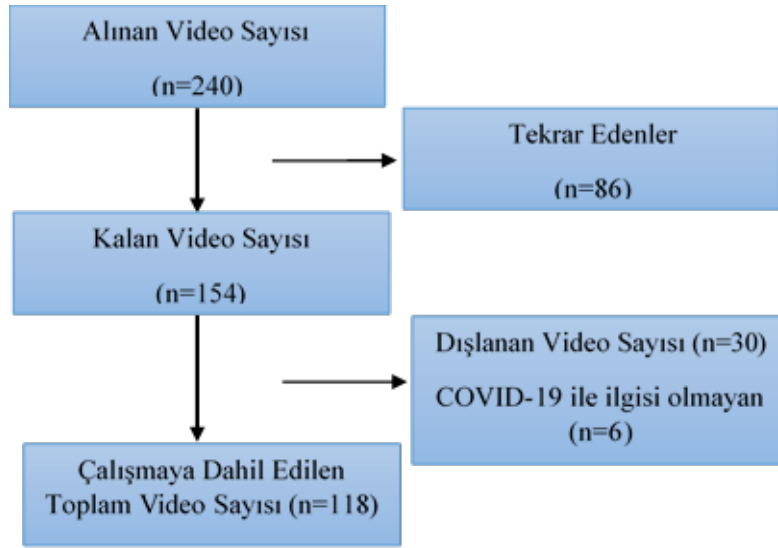 Alınan Video Sayısı
(n=240)
Tekrar Edenler
(n=86)
Kalan Video Sayısı
(n=154)
Dışlanan Video Sayısı (n=30)
COVID-19 ile ilgisi olmayan
(n=6)
Çalışmaya Dahil Edilen
Toplam Video Sayısı (n=118)